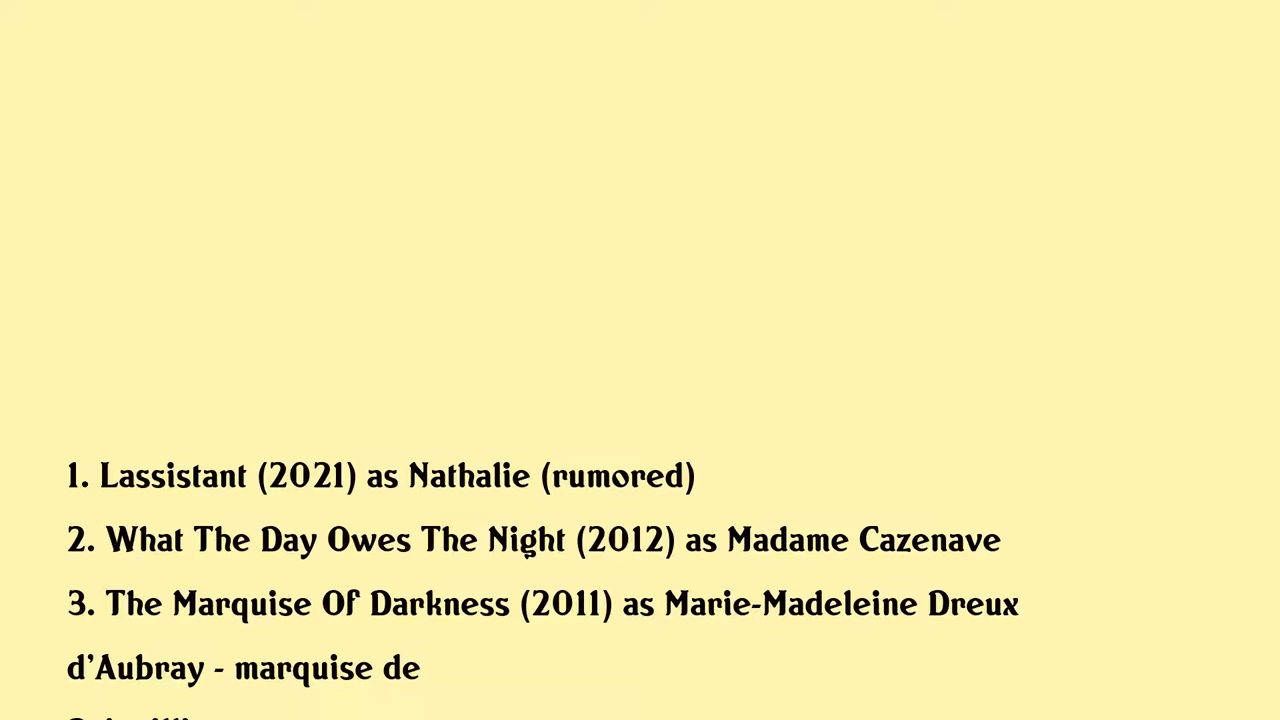 1. Lassistant (2021) as Nathalie (rumored)
2. What The Day Owes The Night (2012) as Madame Cazenave
3. The Marquise Of Darkness (2011) as Marie-Madeleine Dreux
d'Aubray - marquise de